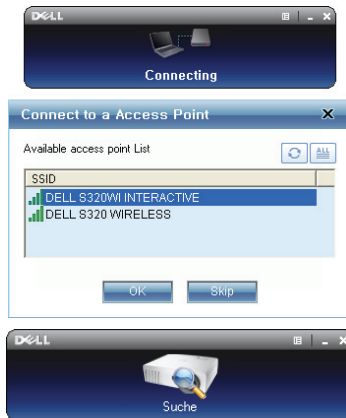 DELL
Connecting
Connect to a Access Point
Available access point List
ALL
SSID
DELL S320WI INTERACTIVE
DELL S320 WIRELESS
OK Skip
DELL
Suche